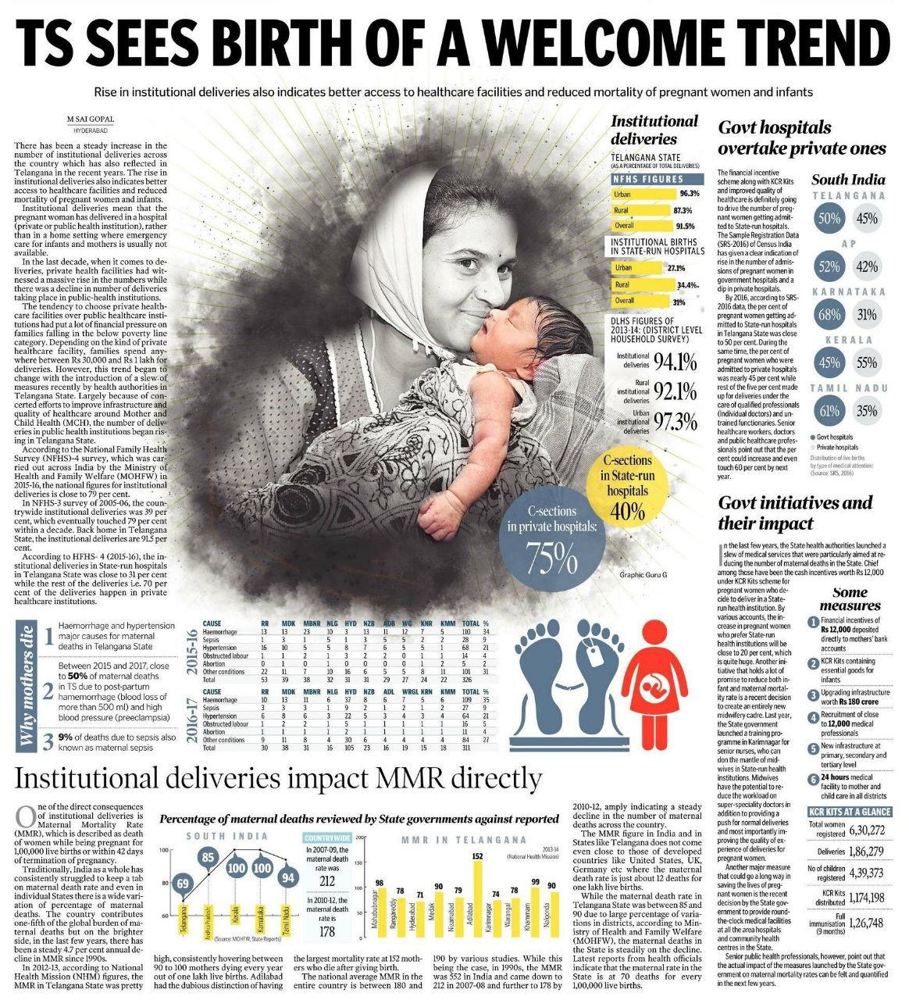 TS SEES BIRTH OF A WELCOME TREND
Rise in institutional deliveries also indicates better access to healthcare facilities and reduced mortality of pregnant women and infants
M SAI GOPAL
HYDERABAD
There has been a steady increase in the
number of institutional deliveries across
the country which has also reflected in
Telangana in the recent years. The rise in
institutional deliveries also indicates better
access to healthcare facilities and reduced
mortality of pregnant women and infants.
Institutional deliveries mean that the
pregnant woman has delivered in a hospital
(private or public health institution), rather
than in a home setting where emergency
care for infants and mothers is usually not
available.
In the last decade, when it comes to de-
liveries, private health facilities had wit-
nessed a massive rise in the numbers while
there was a decline in number of deliveries
taking place in public-health institutions.
The tendency to choose private health-
care facilities over public healthcare insti-
tutions had put a lot of financial pressure on
families falling in the below poverty line
category. Depending on the kind of private
healthcare facility, families spend any-
where between Rs 30,000 and Rs 1 lakh for
deliveries. However, this trend began to
change with the introduction of a slew of
measures recently by health authorities in
Telangana State. Largely because of con-
certed efforts to improve infrastructure and
quality of healthcare around Mother and
Child Health (MCH), the number of deliv-
eries in public health institutions began ris-
ing in Telangana State.
According to the National Family Health
Survey (NFHS)-4 survey, which was car-
ried out across India by the Ministry of
Health and Family Welfare (MOHFW) in
2015-16, the national figures for institutional
deliveries is close to 79 per cent.
In NFHS-3 survey of 2005-06, the coun-
trywide institutional deliveries was 39 per
cent, which eventually touched 79 per cent
within a decade. Back home in Telangana
State, the institutional deliveries are 91.5 per
cent.
According to HFHS- 4 (2015-16), the in-
stitutional deliveries in State-run hospitals
in Telangana State was close to 31 per cent
while the rest of the deliveries i.e. 70 per
cent of the deliveries happen in private
healthcare institutions.
Institutional
deliveries
TELANGANA STATE
(AS A PERCENTAGE OF TOTAL DELIVERIES)
NFHS FIGURES
Urban 96.3%
Rural 87.3%
Overall 91.5%
INSTITUTIONAL BIRTHS
IN STATE-RUN HOSPITALS
Urban 27.1%
Rural 34.4%
Overall 31%
DLHS FIGURES OF
2013-14: (DISTRICT LEVEL
HOUSEHOLD SURVEY)
Institutional
deliveries 94.1%
Rural
institutional
deliveries 92.1%
Urban
institutional
deliveries 97.3%
C-sections
in State-run
hospitals
40%
C-sections
in private hospitals:
75%
Graphic Guru G
Govt hospitals
overtake private ones
The financial incentive
scheme along with KCR Kits
and improved quality of
healthcare is definitely going
to drive the number of preg-
nant women getting admit-
ted to State-run hospitals.
The Sample Registration Data
(SRS-2016) of Census India
has given a clear indication of
rise in the number of admis-
sions of pregnant women in
government hospitals and a
dip in private hospitals.
By 2016, according to SRS-
2016 data, the per cent of
pregnant women getting ad-
mitted to State-run hospitals
in Telangana State was close
to 50 per cent. During the
same time, the per cent of
pregnant women who were
admitted to private hospitals
was nearly 45 per cent while
rest of the five per cent made
up for deliveries under the
care of qualified professionals
(Individual doctors) and un-
trained functionaries. Senior
healthcare workers, doctors
and public healthcare profes-
sionals point out that the per
cent could increase and even
touch 60 per cent by next
year.
South India
TELANGANA
50% 45%
AP
52% 42%
KARNATAKA
68% 31%
KERALA
45% 55%
TAMIL NADU
61% 35%
Govt hospitals
Private hospitals
Distribution of live births
by type of medical attention:
(Source: SRS, 2016)
Govt initiatives and
their impact
In the last few years, the State health authorities launched a
slew of medical services that were particularly aimed at re-
ducing the number of maternal deaths in the State. Chief
among those have been the cash incentives worth Rs 12,000
under KCR Kits scheme for
pregnant women who de-
cide to deliver in a State-
run health institution. By
various accounts, the in-
crease in pregnant women
who prefer State-run
health institutions will be
close to 20 per cent, which
is quite huge. Another ini-
tiative that holds a lot of
promise to reduce both in-
fant and maternal mortal-
ity rate is a recent decision
to create an entirely new
midwifery cadre. Last year,
the State government
launched a training pro-
gramme in Karimnagar for
senior nurses, who can
don the mantle of mid-
wives in State-run health
institutions. Midwives
have the potential to re-
duce the workload on
super-speciality doctors in
addition to providing a
push for normal deliveries
and most importantly im-
proving the quality of ex-
perience of deliveries for
pregnant women.
Another major measure
that could go a long way in
saving the lives of preg-
nant women is the recent
decision by the State gov-
ernment to provide round-
the-clock medical facilities
at all the area hospitals
and community health
centres in the State.
Senior public health professionals, however, point out that
the actual impact of the measures launched by the State gov-
ernment on maternal mortality rates can be felt and quantified
in the next few years.
Some
measures
1 Financial incentives of
Rs 12,000 deposited
directly to mothers' bank
accounts
2 KCR Kits containing
essential goods for
infants
3 Upgrading infrastructure
worth Rs 180 crore
4 Recruitment of close
to 12,000 medical
professionals
5 New infrastructure at
primary, secondary and
tertiary level
6 24 hours medical
facility to mother and
child care in all districts
KCR KITS AT A GLANCE
Total women
registered 6,30,272
Deliveries 1,86,279
No of children
registered 4,39,373
KCR Kits
distributed 1,174,198
Full
immunisation
(9 months) 1,26,748
Why mothers die
1 Haemorrhage and hypertension
major causes for maternal
deaths in Telangana State
2 Between 2015 and 2017, close
to 50% of maternal deaths
in TS due to post-partum
hamemorrhage (blood loss of
more than 500 ml) and high
blood pressure (preeclampsia)
3 9% of deaths due to sepsis also
known as maternal sepsis
2015-16
CAUSE RR MDK MBNR NLG HYD NZB ADB WG KNR KMM TOTAL %
Haemorrhage 13 13 23 10 3 13 11 12 7 5 110 34
Sepsis 1 3 1 5 1 3 5 5 2 2 28 9
Hypertension 16 10 5 5 8 7 6 5 5 1 68 21
Obstructed labour 1 1 2 1 3 2 2 0 1 1 14 4
Abortion 0 1 0 1 0 0 0 0 1 2 5 2
Other conditions 22 11 7 10 16 6 5 5 8 11 101 31
Total 53 39 38 32 31 31 29 27 24 22 326
2016-17
CAUSE RR MDK MBNR NLG HYD NZB ADL WRGL KRN KMM TOTAL %
Haemorrhage 10 13 11 6 37 8 6 7 5 6 109 35
Sepsis 3 3 3 1 9 2 1 2 1 2 27 9
Hypertension 6 8 6 3 22 5 3 4 3 4 64 21
Obstructed labour 1 2 2 1 5 1 1 1 1 1 16 5
Abortion 1 1 1 1 2 1 1 1 1 1 11 4
Other conditions 9 11 8 4 30 6 4 4 4 4 84 27
Total 30 38 31 16 105 23 16 19 15 18 311
Institutional deliveries impact MMR directly
One of the direct consequences
of institutional deliveries is
Maternal Mortality Rate
(MMR), which is described as death
of women while being pregnant for
1,00,000 live births or within 42 days
of termination of pregnancy.
Traditionally, India as a whole has
consistently struggled to keep a tab
on maternal death rate and even in
individual States there is a wide vari-
ation of percentage of maternal
deaths. The country contributes
one-fifth of the global burden of ma-
ternal deaths but on the brighter
side, in the last few years, there has
been a steady 4.7 per cent annual de-
cline in MMR since 1990s.
In 2012-13, according to National
Health Mission (NHM) figures, the
MMR in Telangana State was pretty
Percentage of maternal deaths reviewed by State governments against reported
SOUTH INDIA
100
80
60
69 85 100 100 94
Telangana
Andhra Pradesh
Kerala
Karnataka
Tamil Nadu
(Source: MOHFW, State Reports)
COUNTRYWIDE
In 2007-09, the
maternal death
rate was
212
In 2010-12, the
maternal death
rate is
178
MMR IN TELANGANA
2013-14
(National Health Mission)
200
150
100
50
0
98 78 71 90 79 152 74 78 99 90
Mahabubnagar
Rangareddy
Hyderabad
Medak
Nizamabad
Adilabad
Karimnagar
Warangal
Khammam
Nalgonda
high, consistently hovering between
90 to 100 mothers dying every year
out of one lakh live births. Adilabad
had the dubious distinction of having
the largest mortality rate at 152 moth-
ers who die after giving birth.
The national average MMR in the
entire country is between 180 and
190 by various studies. While this
being the case, in 1990s, the MMR
was 552 in India and came down to
212 in 2007-08 and further to 178 by
2010-12, amply indicating a steady
decline in the number of maternal
deaths across the country.
The MMR figure in India and in
States like Telangana does not come
even close to those of developed
countries like United States, UK,
Germany etc where the maternal
death rate is just about 12 deaths for
one lakh live births.
While the maternal death rate in
Telangana State was between 85 and
90 due to large percentage of varia-
tions in districts, according to Min-
istry of Health and Family Welfare
(MOHFW), the maternal deaths in
the State is steadily on the decline.
Latest reports from health officials
indicate that the maternal rate in the
State is at 70 deaths for every
1,00,000 live births.